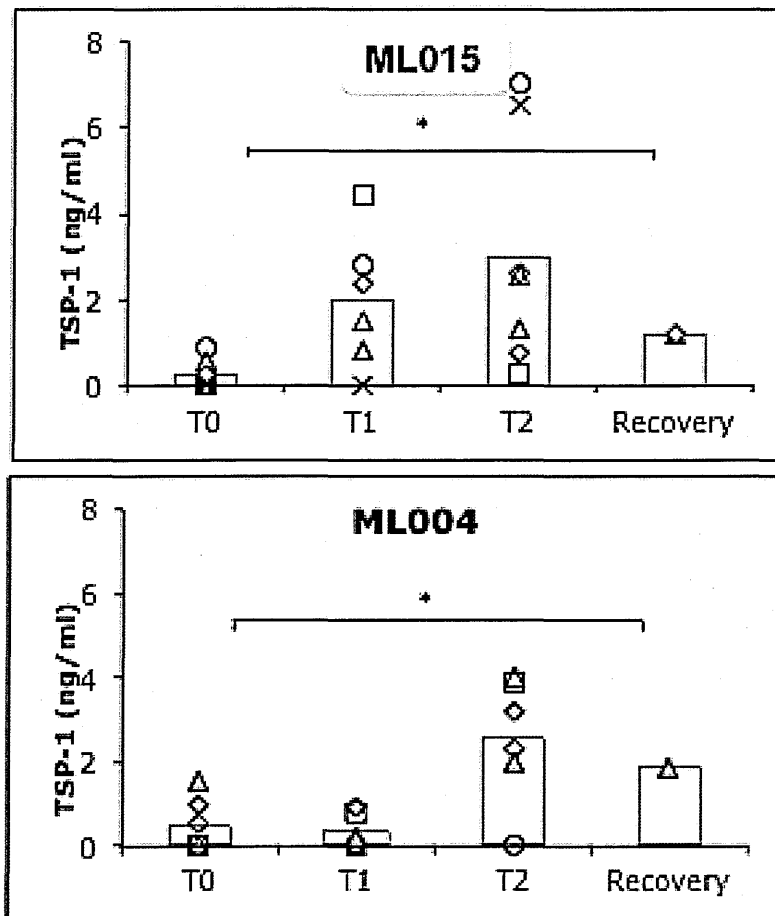 ML015
TSP-1 (ng/ml)
8
6
4
2
0
*
T0 T1 T2 Recovery
ML004
TSP-1 (ng/ml)
8
6
4
2
0
*
T0 T1 T2 Recovery